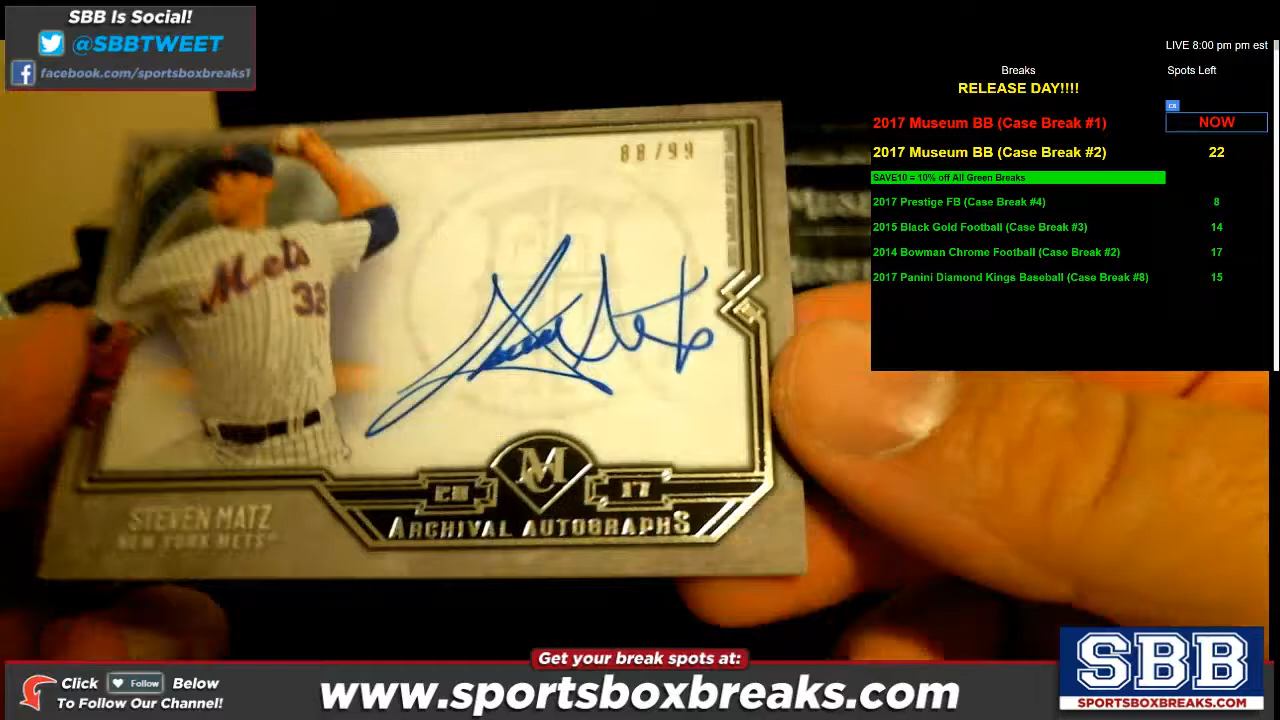 SBB Is Social!
@SBBTWEET
facebook.com/sportsboxbreaks1
LIVE 8:00 pm pm est
Breaks Spots Left
RELEASE DAY!!!!
2017 Museum BB (Case Break #1) NOW
2017 Museum BB (Case Break #2) 22
SAVE10 = 10% off All Green Breaks
2017 Prestige FB (Case Break #4) 8
2015 Black Gold Football (Case Break #3) 14
2014 Bowman Chrome Football (Case Break #2) 17
2017 Panini Diamond Kings Baseball (Case Break #8) 15
88/99
Mets
32
MC
20 17
ARCHIVAL AUTOGRAPHS
STEVEN MATZ
NEW YORK METS
Get your break spots at:
www.sportsboxbreaks.com
Click Follow Below
To Follow Our Channel!
SBB
SPORTSBOXBREAKS.COM